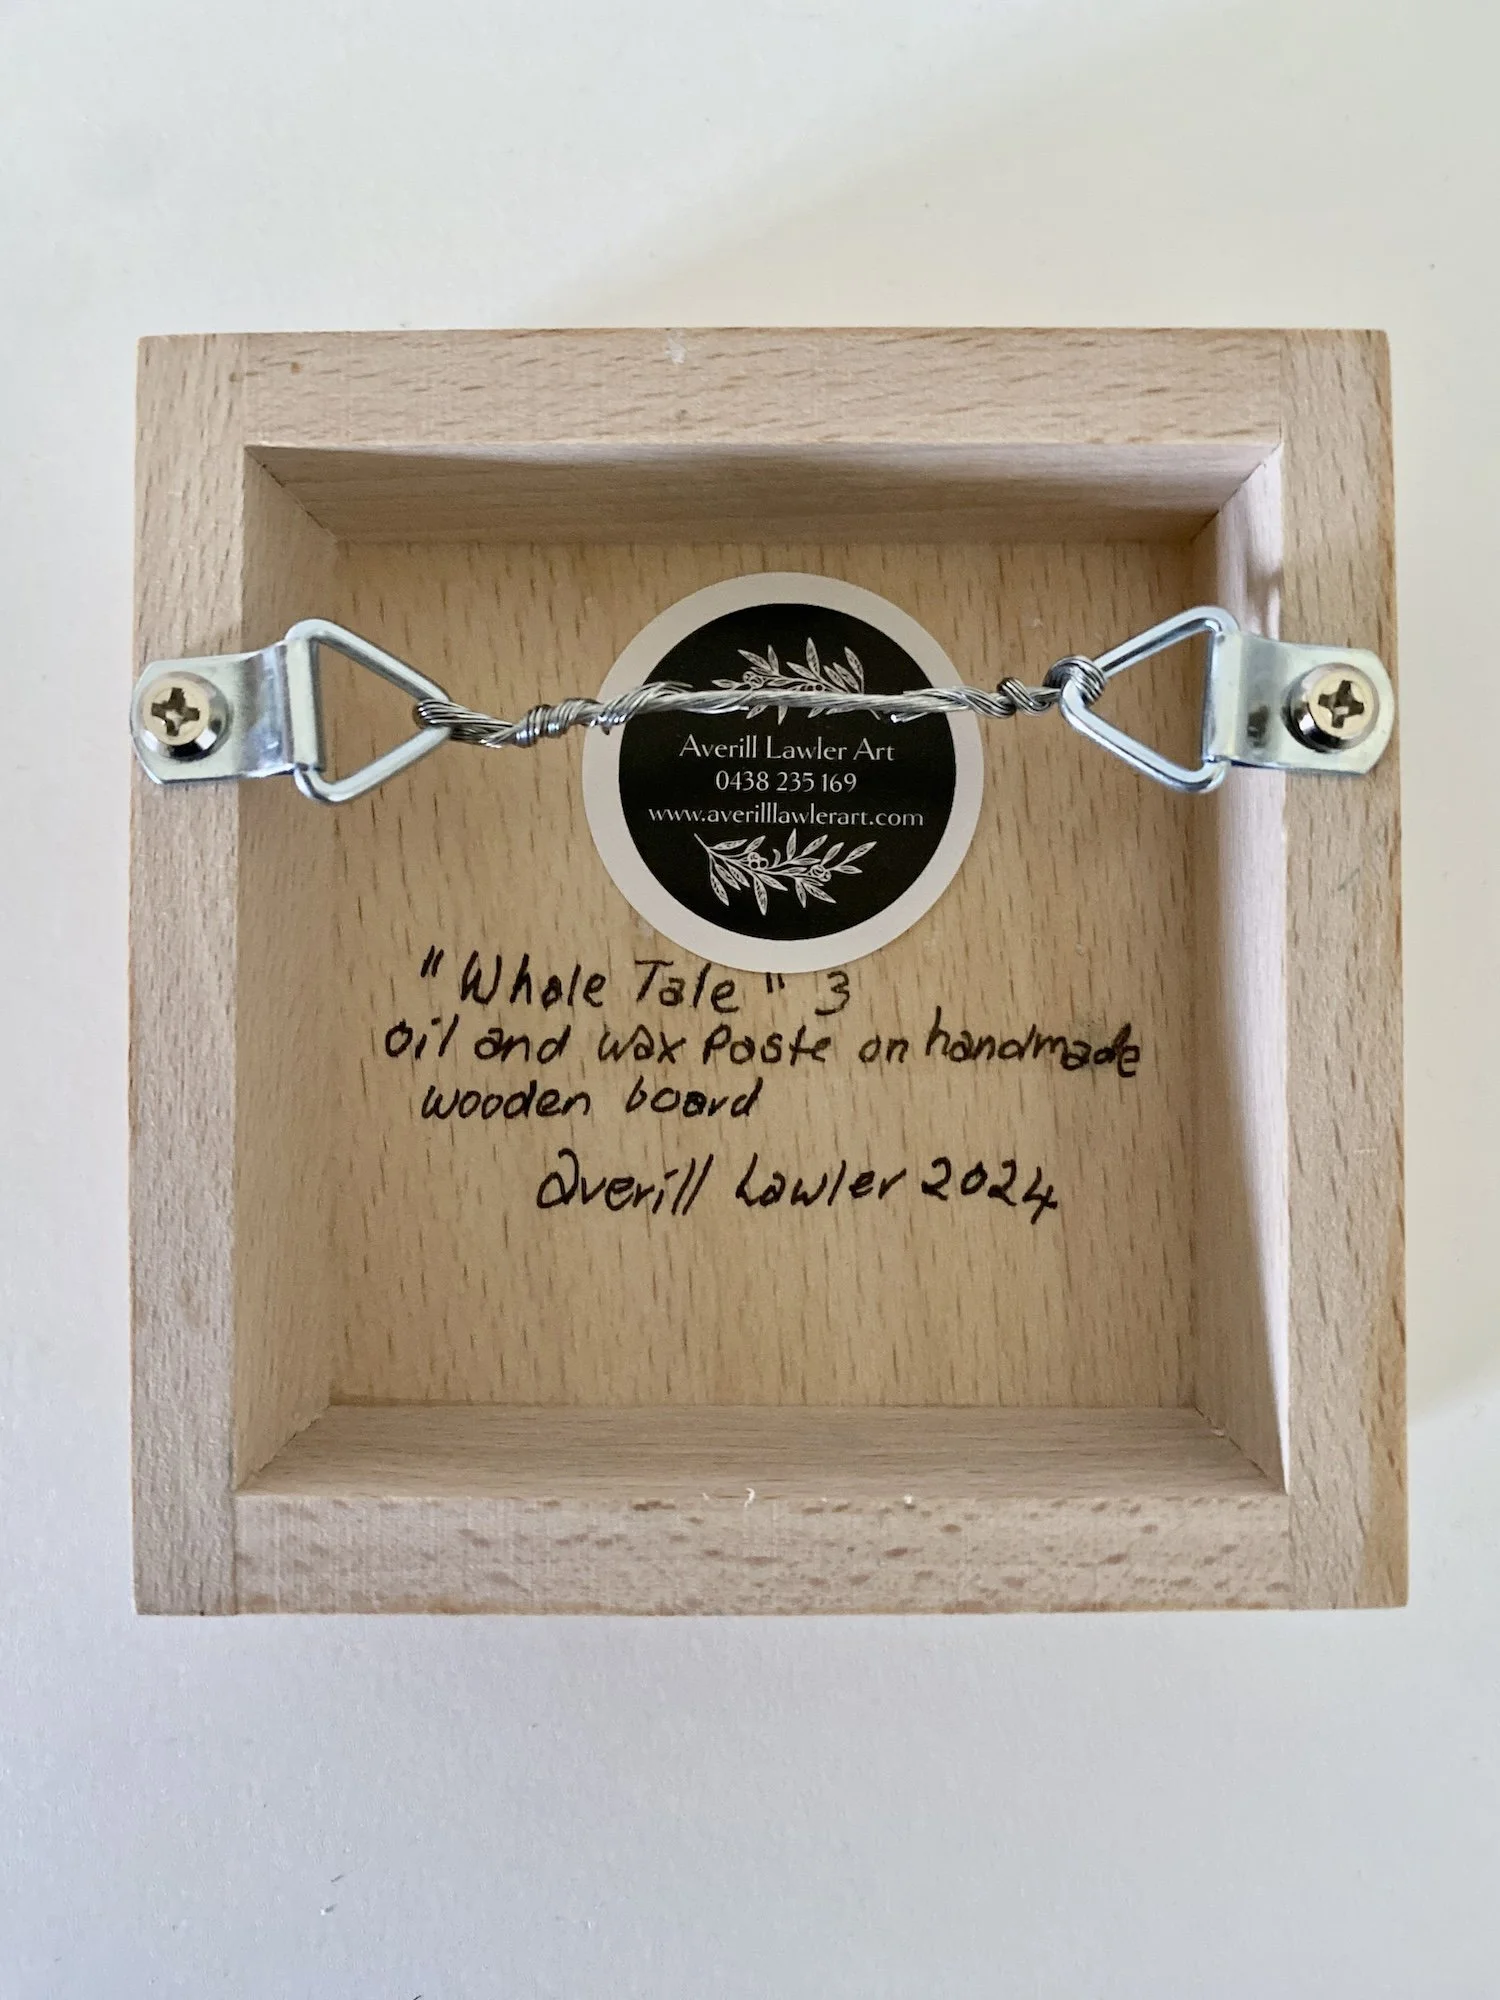 Averill Lawler Art
0438 235 169
www.averilllawlerart.com
"Whale Tale" 3
Oil and wax Paste on handmade
wooden board
Averill Lawler 2024